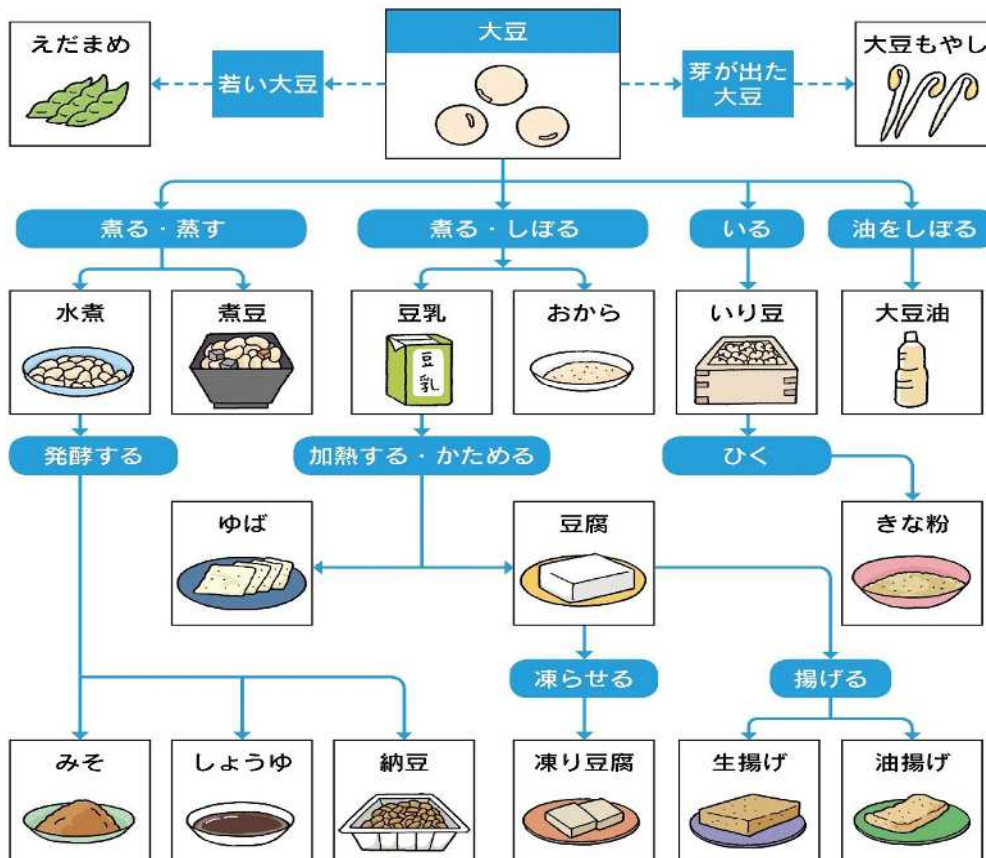 大豆
えだまめ
若い大豆
芽が出た
大豆
大豆もやし
煮る・蒸す
煮る・しぼる
いる
油をしぼる
水煮
煮豆
豆乳
豆
乳
おから
いり豆
大豆油
発酵する
加熱する・かためる
ひく
ゆば
豆腐
きな粉
凍らせる
揚げる
みそ
しょうゆ
納豆
凍り豆腐
生揚げ
油揚げ